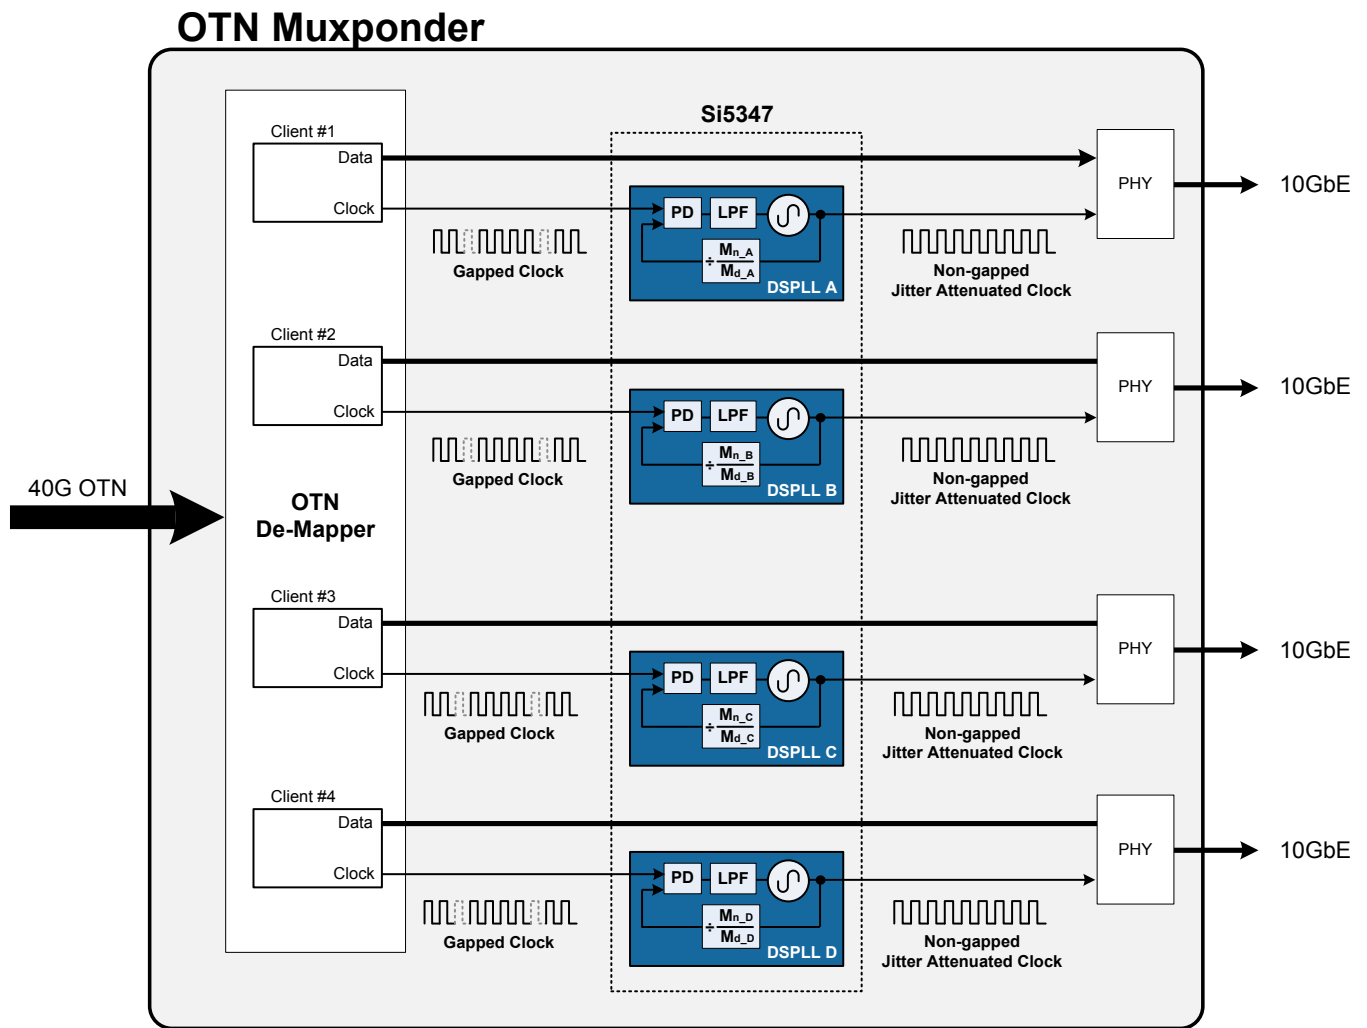 OTN Muxponder
Si5347
Client #1
Data
Clock
PD
LPF
÷ Mn_A
Md_A
DSPLL A
Gapped Clock
Non-gapped
Jitter Attenuated Clock
PHY
10GbE
Client #2
Data
Clock
PD
LPF
÷ Mn_B
Md_B
DSPLL B
Gapped Clock
Non-gapped
Jitter Attenuated Clock
PHY
10GbE
40G OTN
OTN
De-Mapper
Client #3
Data
Clock
PD
LPF
÷ Mn_C
Md_C
DSPLL C
Gapped Clock
Non-gapped
Jitter Attenuated Clock
PHY
10GbE
Client #4
Data
Clock
PD
LPF
÷ Mn_D
Md_D
DSPLL D
Gapped Clock
Non-gapped
Jitter Attenuated Clock
PHY
10GbE